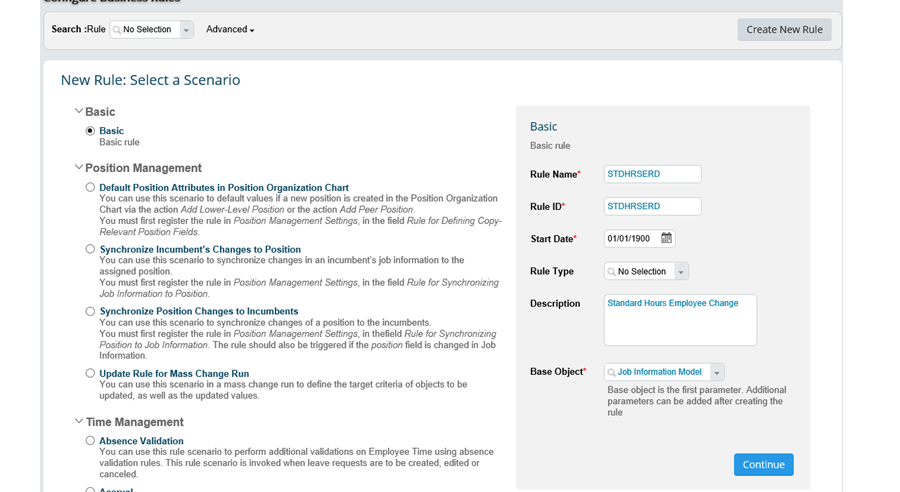 Configure Business Rules
Search :Rule No Selection Advanced
Create New Rule
New Rule: Select a Scenario
Basic
Basic
Basic rule
Position Management
Default Position Attributes in Position Organization Chart
You can use this scenario to default values if a new position is created in the Position Organization
Chart via the action Add Lower-Level Position or the action Add Peer Position.
You must first register the rule in Position Management Settings, in the field Rule for Defining Copy-
Relevant Position Fields.
Synchronize Incumbent's Changes to Position
You can use this scenario to synchronize changes in an incumbent's job information to the
assigned position.
You must first register the rule in Position Management Settings, in the field Rule for Synchronizing
Job Information to Position.
Synchronize Position Changes to Incumbents
You can use this scenario to synchronize changes of a position to the incumbents.
You must first register the rule in Position Management Settings, in thefield Rule for Synchronizing
Position to Job Information. The rule should also be triggered if the position field is changed in Job
Information.
Update Rule for Mass Change Run
You can use this scenario in a mass change run to define the target criteria of objects to be
updated, as well as the updated values.
Time Management
Absence Validation
You can use this rule scenario to perform additional validations on Employee Time using absence
validation rules. This rule scenario is invoked when leave requests are to be created, edited or
canceled.
Accrual
Basic
Basic rule
Rule Name* STDHRSERD
Rule ID* STDHRSERD
Start Date* 01/01/1900
Rule Type No Selection
Description Standard Hours Employee Change
Base Object* Job Information Model
Base object is the first parameter. Additional
parameters can be added after creating the
rule
Continue